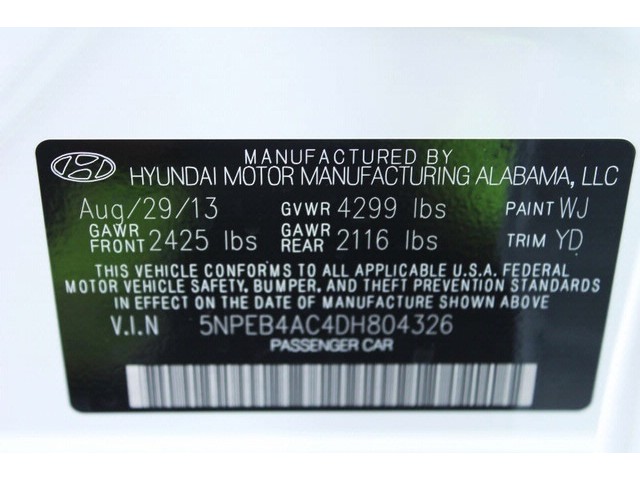 MANUFACTURED BY
HYUNDAI MOTOR MANUFACTURING ALABAMA, LLC
Aug/29/13 GVWR 4299 lbs PAINT WJ
GAWR FRONT 2425 lbs GAWR REAR 2116 lbs TRIM YD
THIS VEHICLE CONFORMS TO ALL APPLICABLE U.S.A. FEDERAL
MOTOR VEHICLE SAFETY, BUMPER, AND THEFT PREVENTION STANDARDS
IN EFFECT ON THE DATE OF MANUFACTURE SHOWN ABOVE
V.I.N 5NPEB4AC4DH804326
PASSENGER CAR